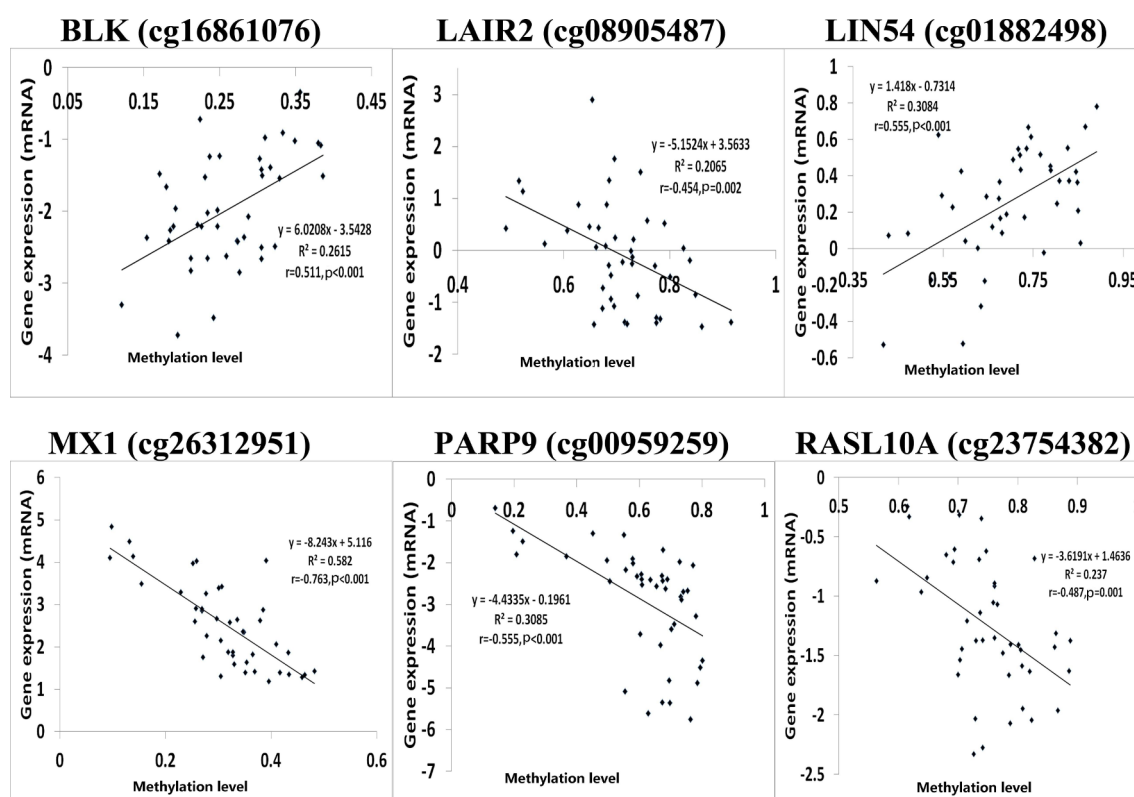 BLK (cg16861076)
LAIR2 (cg08905487)
LIN54 (cg01882498)
Gene expression (mRNA)
0
-1
-2
-3
-4
0.05 0.15 0.25 0.35 0.45
y = 6.0208x - 3.5428
R² = 0.2615
r=0.511,p<0.001
Methylation level
Gene expression (mRNA)
3
2
1
0
-1
-2
0.4 0.6 0.8 1
y = -5.1524x + 3.5633
R² = 0.2065
r=-0.454,p=0.002
Methylation level
Gene expression (mRNA)
1
0.8
0.6
0.4
0.2
0
-0.2
-0.4
-0.6
0.35 0.55 0.75 0.95
y = 1.418x - 0.7314
R² = 0.3084
r=0.555,p<0.001
Methylation level
MX1 (cg26312951)
PARP9 (cg00959259)
RASL10A (cg23754382)
Gene expression (mRNA)
6
5
4
3
2
1
0
0 0.2 0.4 0.6
y = -8.243x + 5.116
R² = 0.582
r=-0.763,p<0.001
Methylation level
Gene expression (mRNA)
0
-1
-2
-3
-4
-5
-6
-7
0 0.2 0.4 0.6 0.8 1
y = -4.4335x - 0.1961
R² = 0.3085
r=-0.555,p<0.001
Methylation level
Gene expression (mRNA)
0
-0.5
-1
-1.5
-2
-2.5
0.5 0.6 0.7 0.8 0.9
y = -3.6191x + 1.4636
R² = 0.237
r=-0.487,p=0.001
Methylation level